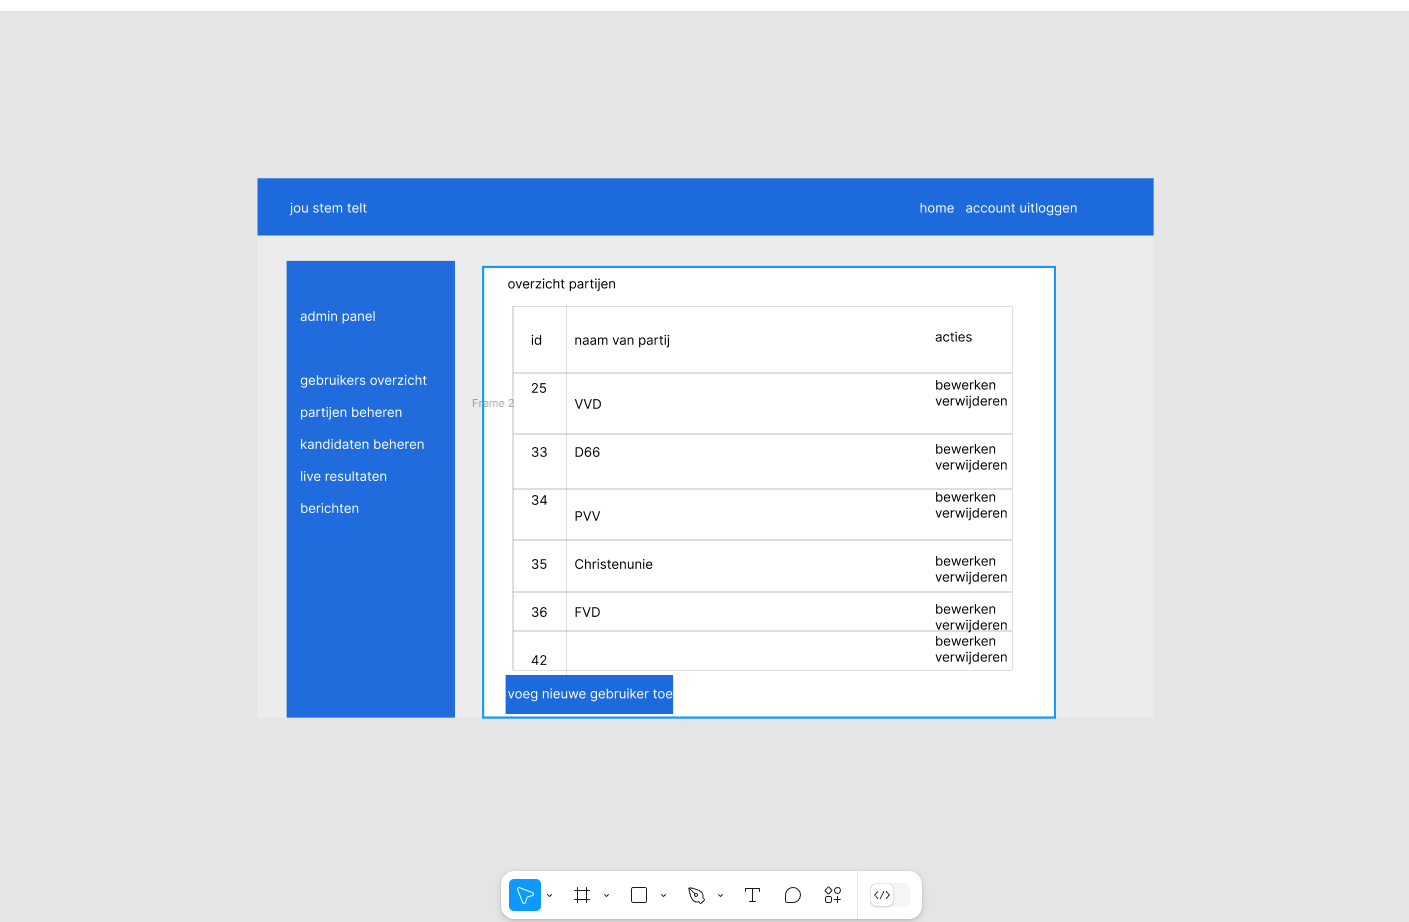 jou stem telt
home account uitloggen
admin panel
gebruikers overzicht
partijen beheren
kandidaten beheren
live resultaten
berichten
overzicht partijen
Frame 2
id naam van partij acties
25 VVD bewerken
verwijderen
33 D66 bewerken
verwijderen
34 PVV bewerken
verwijderen
35 Christenunie bewerken
verwijderen
36 FVD bewerken
verwijderen
42 bewerken
verwijderen
voeg nieuwe gebruiker toe